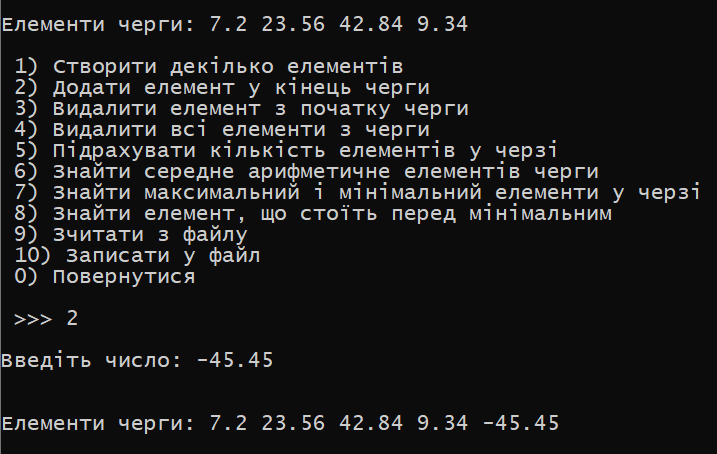 Елементи черги: 7.2 23.56 42.84 9.34
1) Створити декілько елементів
2) Додати елемент у кінець черги
3) Видалити елемент з початку черги
4) Видалити всі елементи з черги
5) Підрахувати кількість елементів у черзі
6) Знайти середне арифметичне елементів черги
7) Знайти максимальний і мінімальний елементи у черзі
8) Знайти елемент, що стоїть перед мінімальним
9) Зчитати з файлу
10) Записати у файл
0) Повернутися
>>> 2
Введіть число: -45.45
Елементи черги: 7.2 23.56 42.84 9.34 -45.45